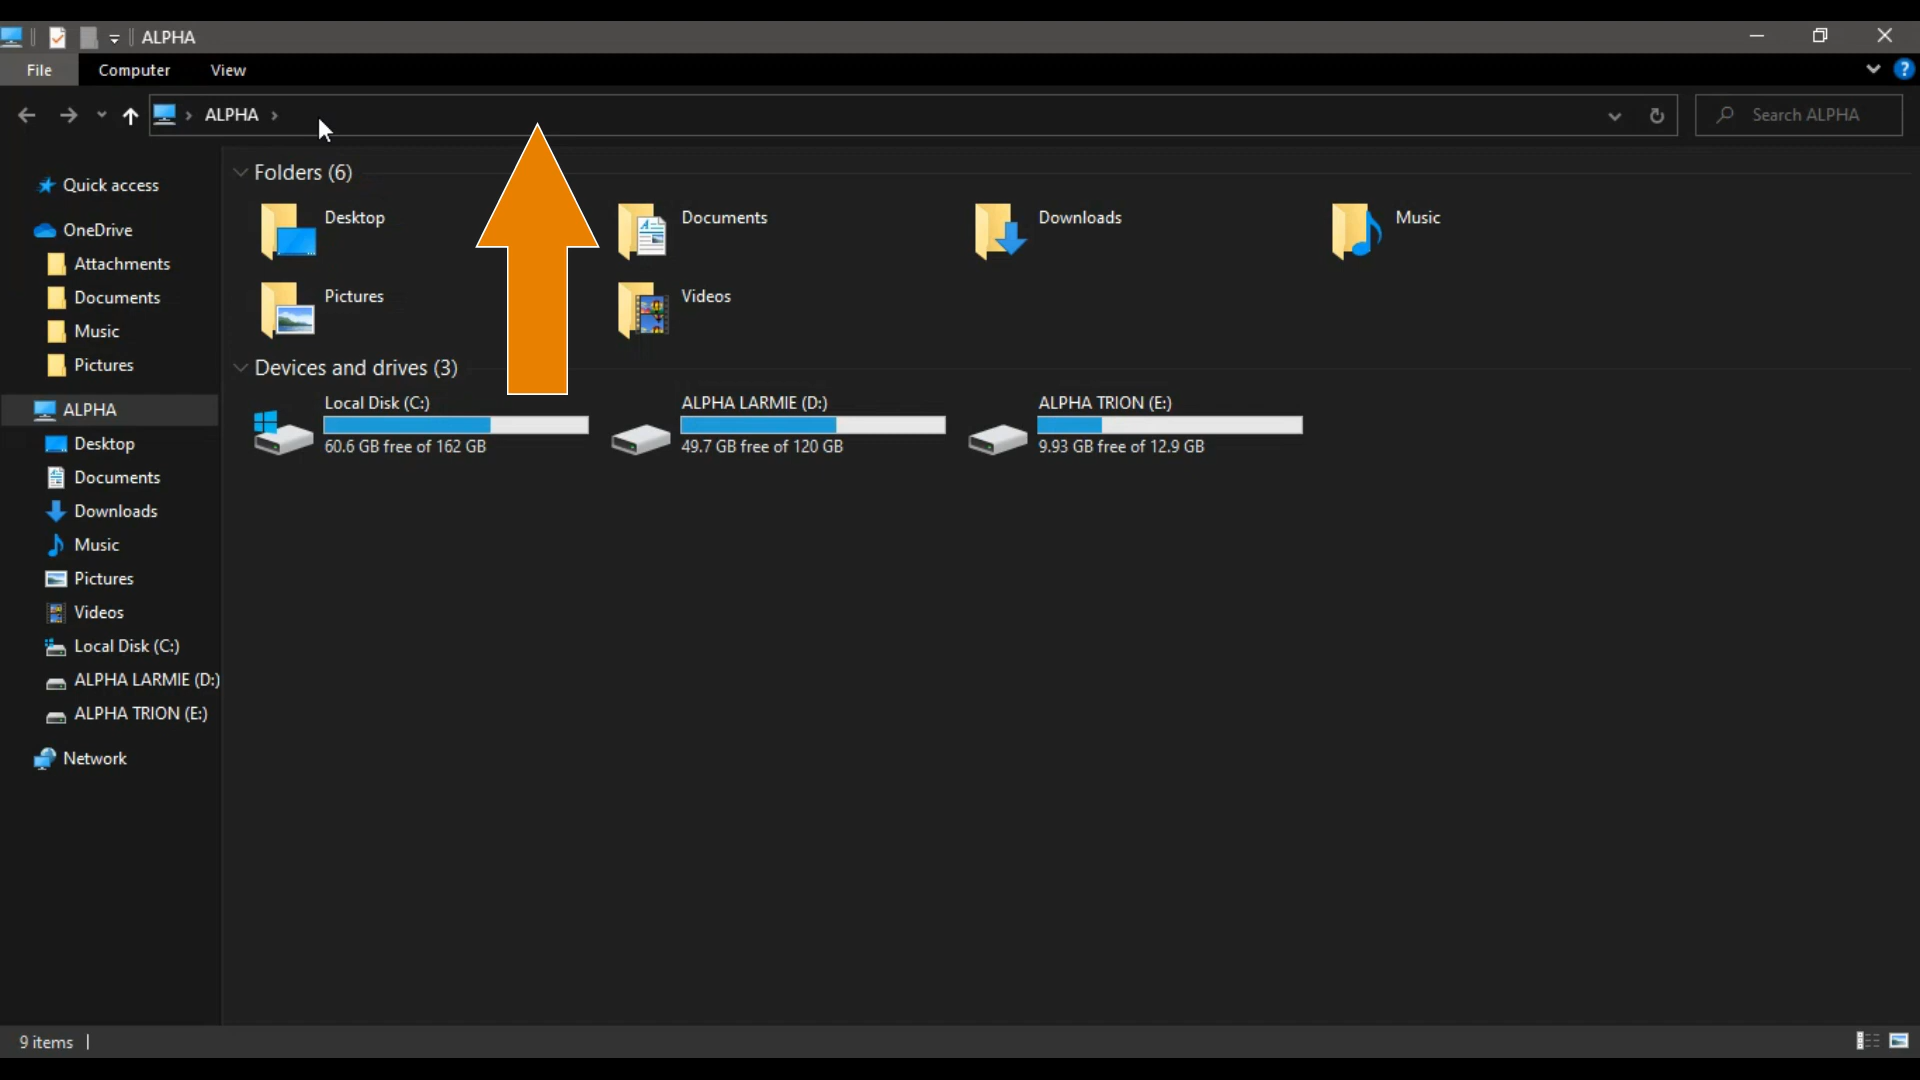 ALPHA
File Computer View
ALPHA
Search ALPHA
Quick access
OneDrive
Attachments
Documents
Music
Pictures
ALPHA
Desktop
Documents
Downloads
Music
Pictures
Videos
Local Disk (C:)
ALPHA LARMIE (D:)
ALPHA TRION (E:)
Network
Folders (6)
Desktop
Documents
Downloads
Music
Pictures
Videos
Devices and drives (3)
Local Disk (C:)
60.6 GB free of 162 GB
ALPHA LARMIE (D:)
49.7 GB free of 120 GB
ALPHA TRION (E:)
9.93 GB free of 12.9 GB
9 items